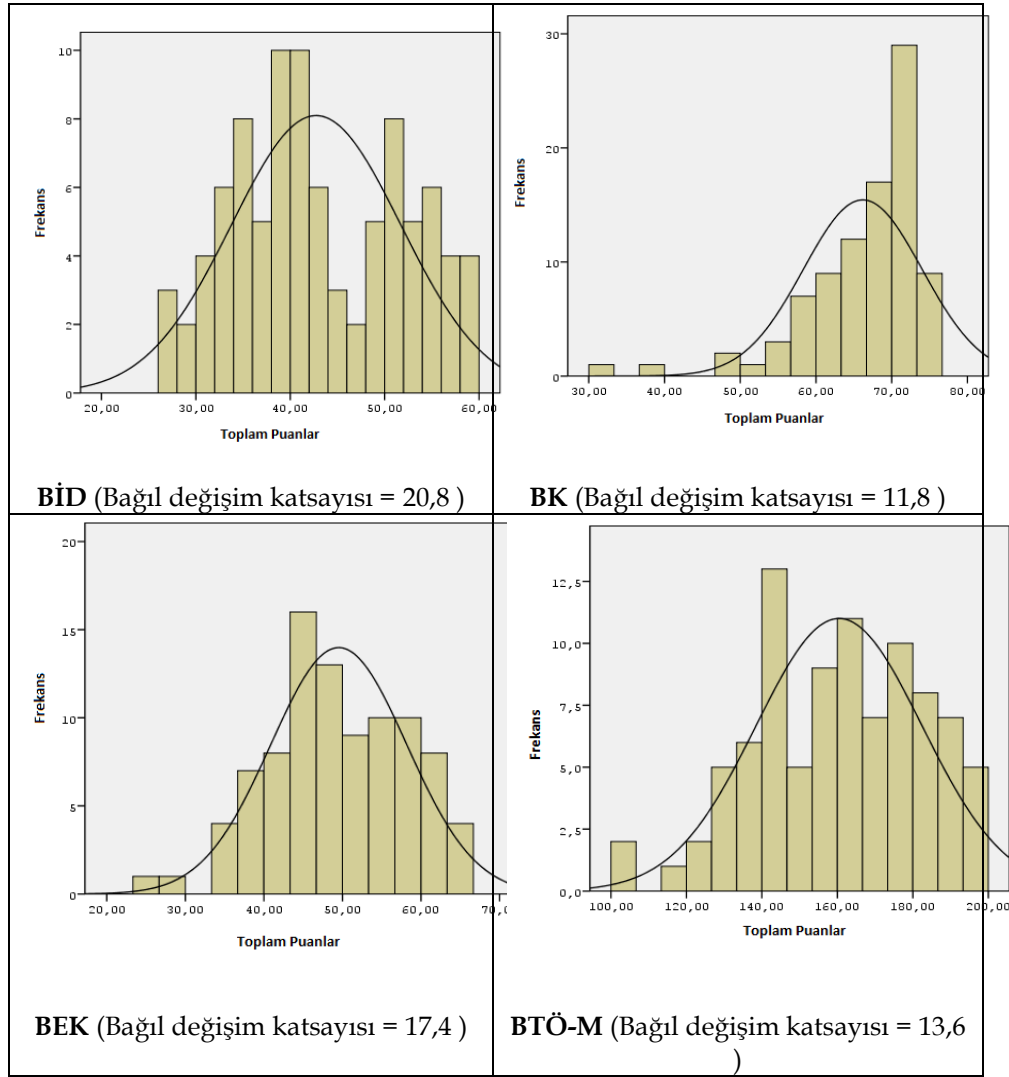 10
8
6
4
2
0
Frekans
20,00 30,00 40,00 50,00 60,00
Toplam Puanlar
BİD (Bağıl değişim katsayısı = 20,8 )
30
20
10
0
Frekans
30,00 40,00 50,00 60,00 70,00 80,00
Toplam Puanlar
BK (Bağıl değişim katsayısı = 11,8 )
20
15
10
5
0
Frekans
20,00 30,00 40,00 50,00 60,00 70,0
Toplam Puanlar
BEK (Bağıl değişim katsayısı = 17,4 )
12,5
10,0
7,5
5,0
2,5
0,0
Frekans
100,00 120,00 140,00 160,00 180,00 200,00
Toplam Puanlar
BTÖ-M (Bağıl değişim katsayısı = 13,6
)